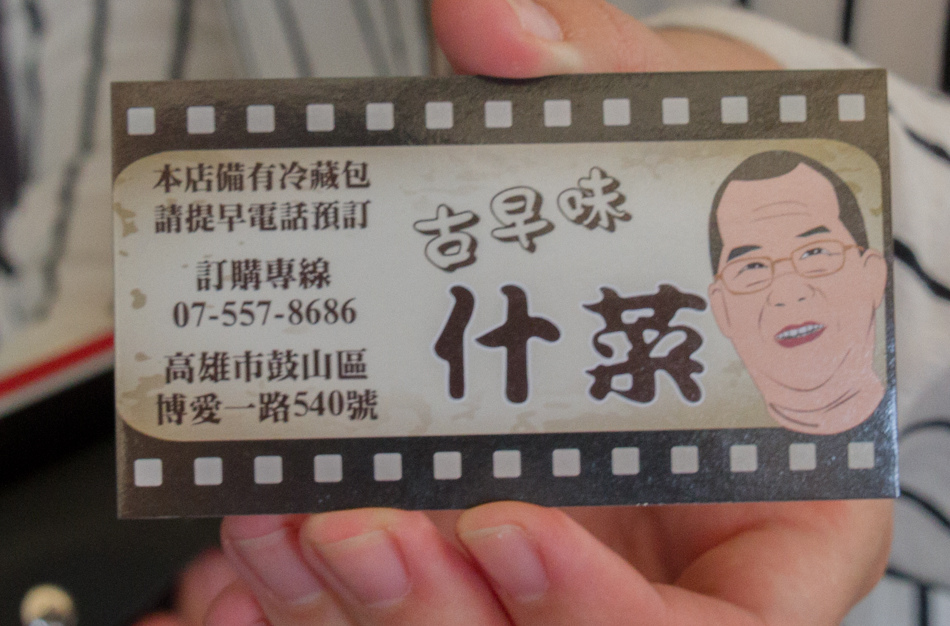 本店備有冷藏包
請提早電話預訂
訂購專線
07-557-8686
高雄市鼓山區
博愛一路540號
古早味
什菜